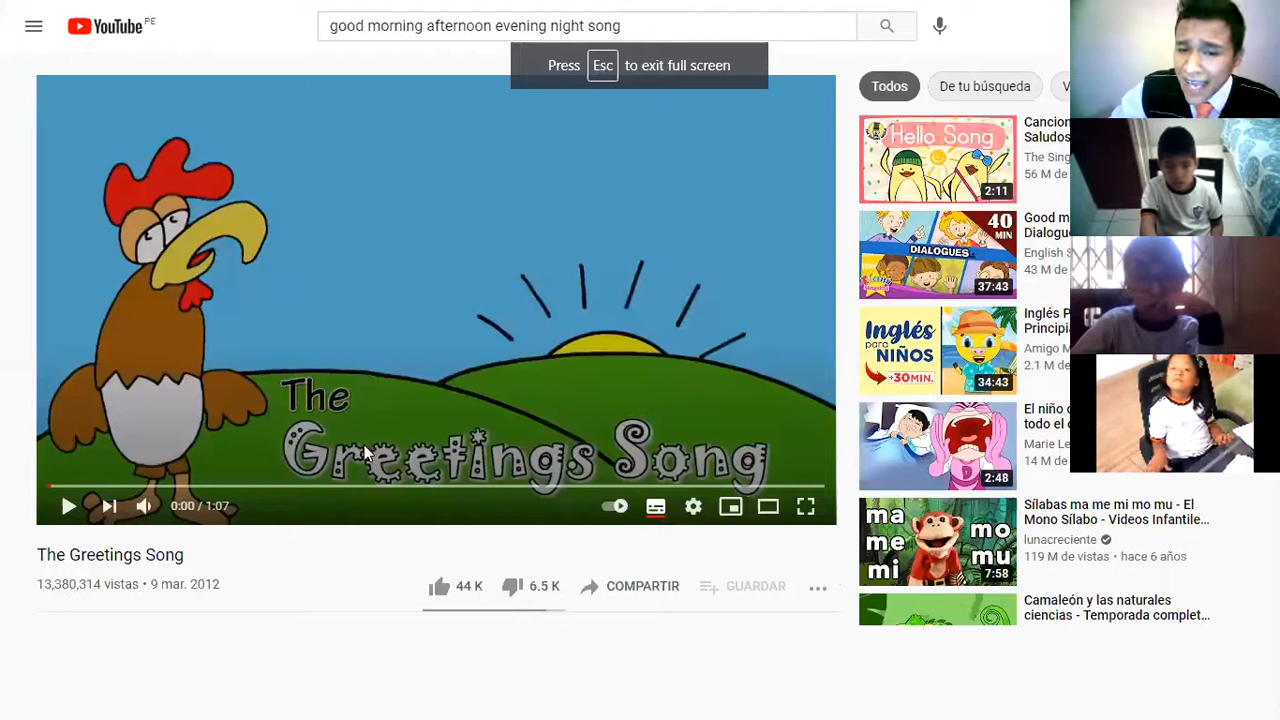 YouTube PE
good morning afternoon evening night song
Press Esc to exit full screen
Todos
De tu búsqueda
The
Greetings Song
0:00 / 1:07
The Greetings Song
13,380,314 vistas • 9 mar. 2012
44 K
6.5 K
COMPARTIR
GUARDAR
Hello Song
2:11
Cancion
Saludos
The Sing
56 M de
40
MIN
DIALOGUES
37:43
Good m
Dialogue
English S
43 M de
Inglés
para
NIÑOS
+30MIN.
34:43
Inglés P
Principia
Amigo M
2.1 M de
D
2:48
El niño
todo el
Marie Le
14 M de
ma
me
mi
mo
mu
7:58
Sílabas ma me mi mo mu - El
Mono Sílabo - Videos Infantile...
lunacreciente
119 M de vistas • hace 6 años
Camaleón y las naturales
ciencias - Temporada complet...